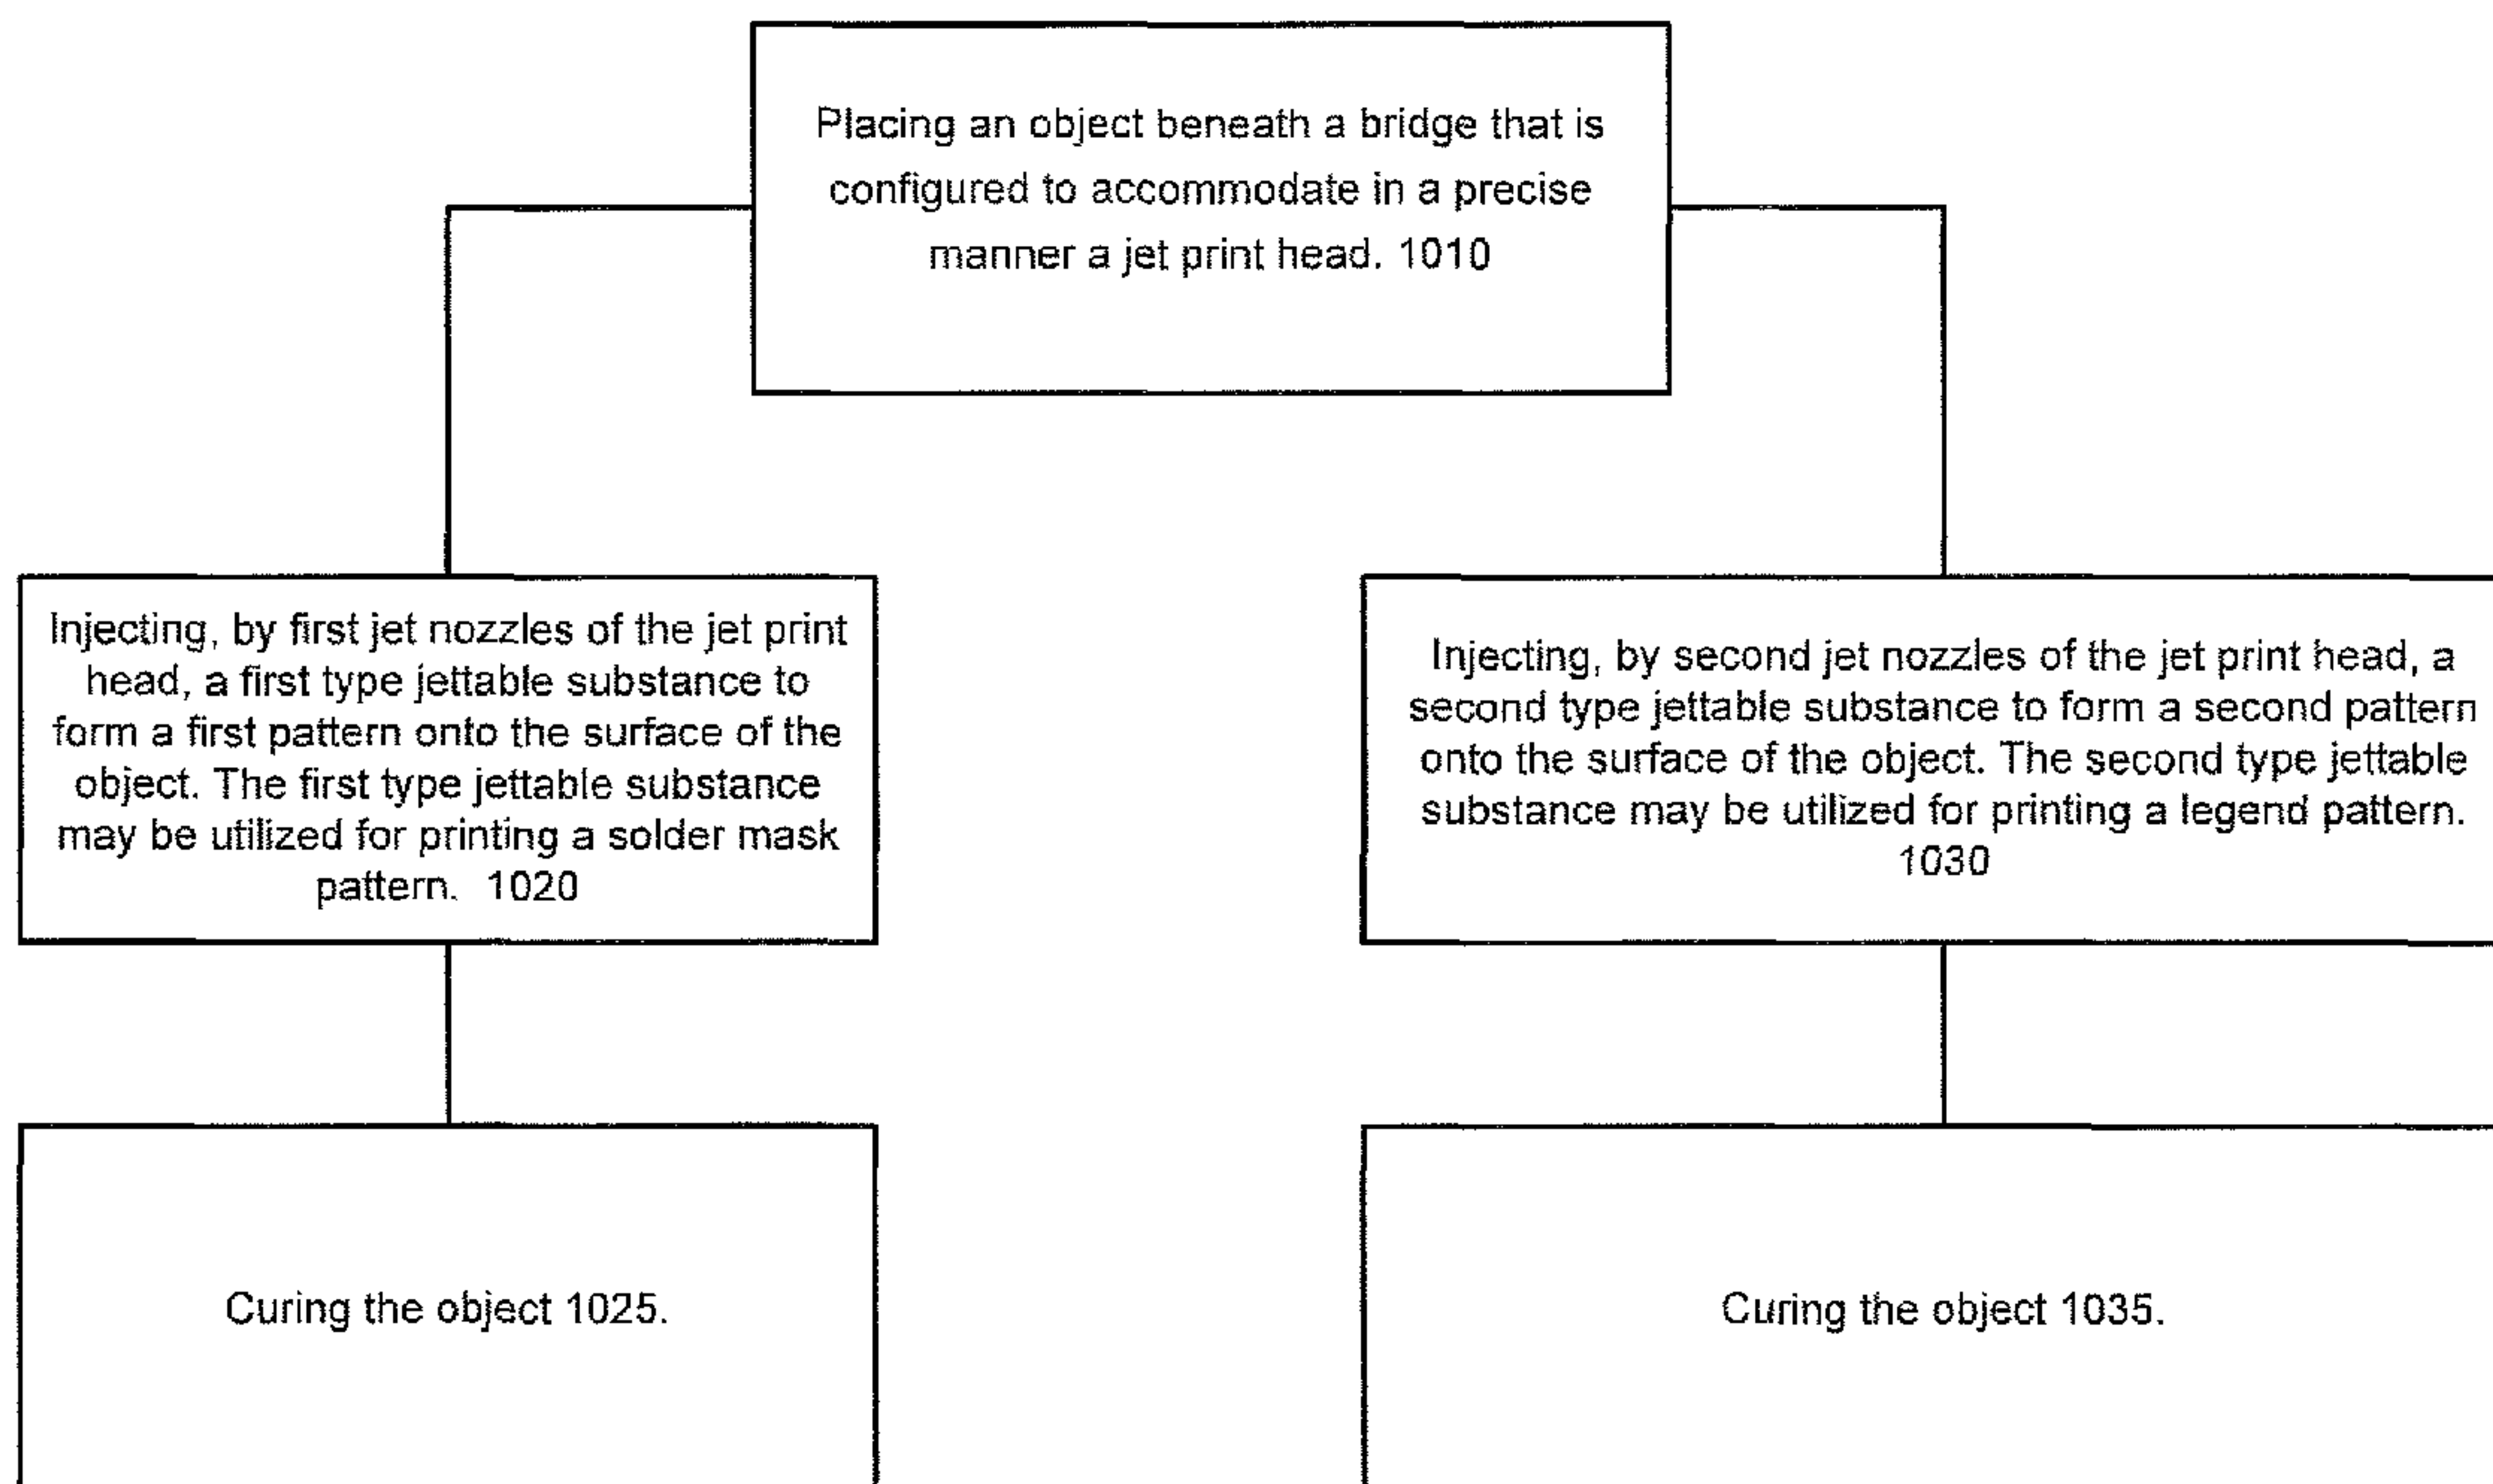 Placing an object beneath a bridge that is
configured to accommodate in a precise
manner a jet print head. 1010
Injecting, by first jet nozzles of the jet print
head, a first type jettable substance to
form a first pattern onto the surface of the
object. The first type jettable substance
may be utilized for printing a solder mask
pattern. 1020
Injecting, by second jet nozzles of the jet print head, a
second type jettable substance to form a second pattern
onto the surface of the object. The second type jettable
substance may be utilized for printing a legend pattern.
1030
Curing the object 1025.
Curing the object 1035.